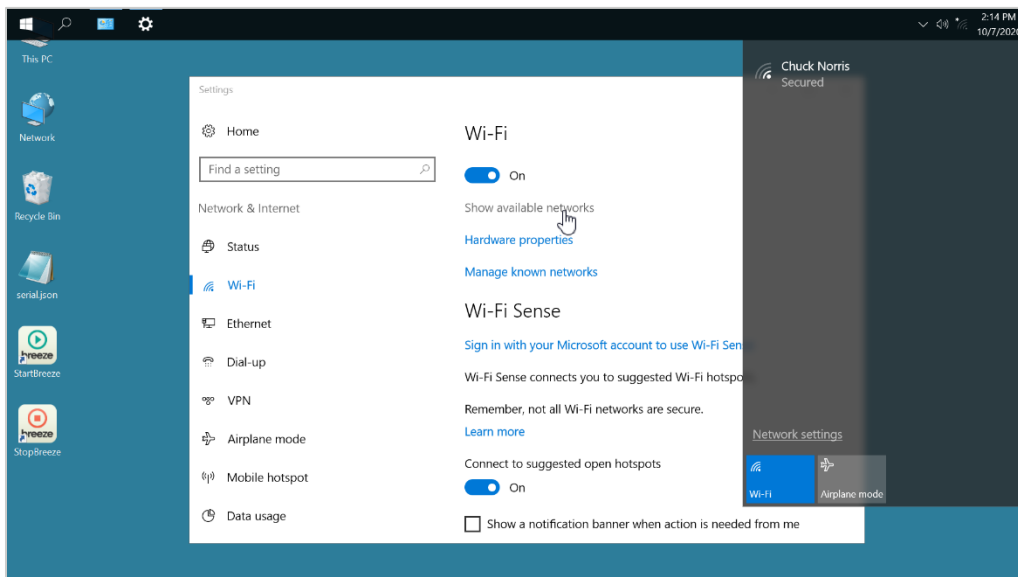 2:14 PM
10/7/2020
This PC
Network
Recycle Bin
serial.json
breeze
StartBreeze
breeze
StopBreeze
Settings
Home
Find a setting
Network & Internet
Status
Wi-Fi
Ethernet
Dial-up
VPN
Airplane mode
Mobile hotspot
Data usage
Wi-Fi
On
Show available networks
Hardware properties
Manage known networks
Wi-Fi Sense
Sign in with your Microsoft account to use Wi-Fi Sen
Wi-Fi Sense connects you to suggested Wi-Fi hotspo
Remember, not all Wi-Fi networks are secure.
Learn more
Connect to suggested open hotspots
On
Show a notification banner when action is needed from me
Chuck Norris
Secured
Network settings
Wi-Fi
Airplane mode